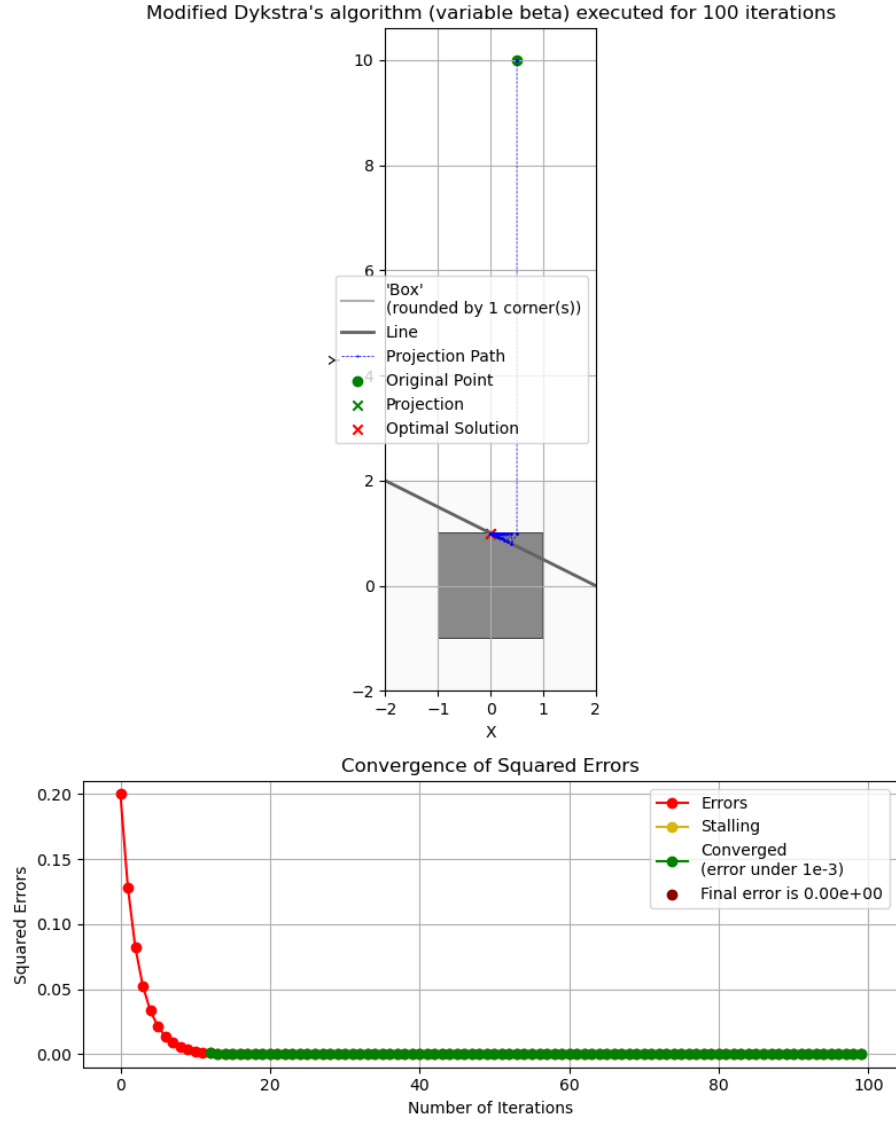 Modified Dykstra's algorithm (variable beta) executed for 100 iterations
10
8
6
4
2
0
−2
Y
'Box'
(rounded by 1 corner(s))
Line
Projection Path
Original Point
Projection
Optimal Solution
−2
−1
0
1
2
X
Convergence of Squared Errors
0.20
0.15
0.10
0.05
0.00
Squared Errors
Errors
Stalling
Converged
(error under 1e-3)
Final error is 0.00e+00
0
20
40
60
80
100
Number of Iterations